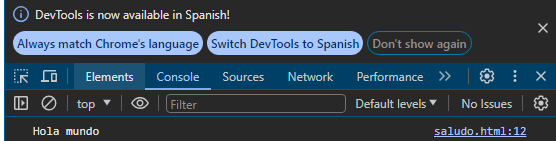 DevTools is now available in Spanish!
Always match Chrome's language Switch DevTools to Spanish Don't show again
Elements Console Sources Network Performance
top Filter Default levels No Issues
Hola mundo saludo.html:12